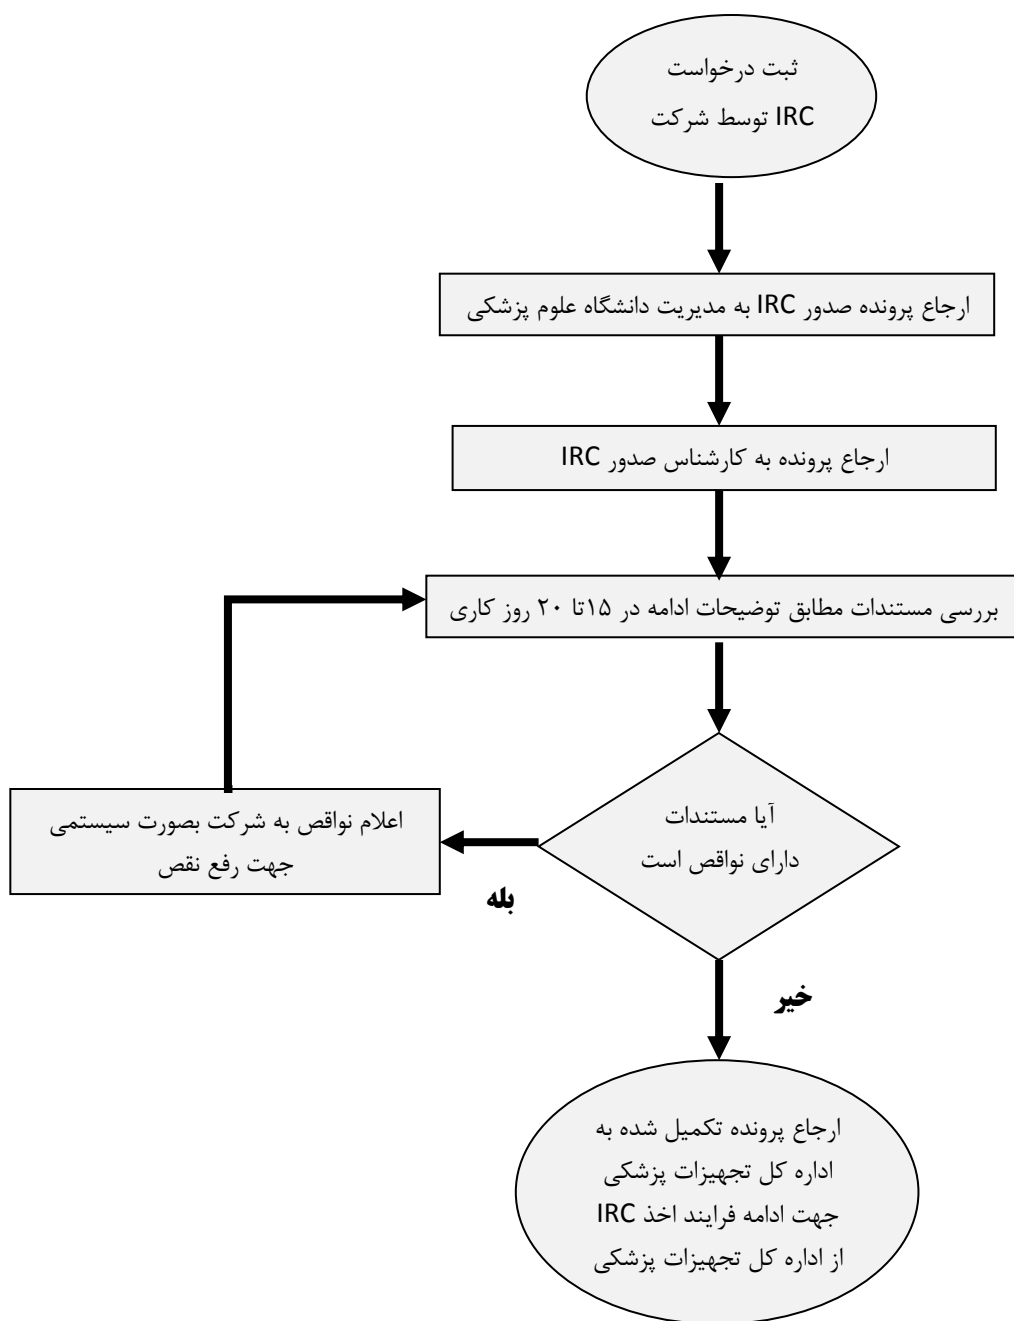 ثبت درخواست
IRC توسط شرکت
ارجاع پرونده صدور IRC به مدیریت دانشگاه علوم پزشکی
ارجاع پرونده به کارشناس صدور IRC
بررسی مستندات مطابق توضیحات ادامه در ۱۵تا ۲۰ روز کاری
آیا مستندات
دارای نواقص است
بله
اعلام نواقص به شرکت بصورت سیستمی
جهت رفع نقص
خیر
ارجاع پرونده تکمیل شده به
اداره کل تجهیزات پزشکی
جهت ادامه فرایند اخذ IRC
از اداره کل تجهیزات پزشکی